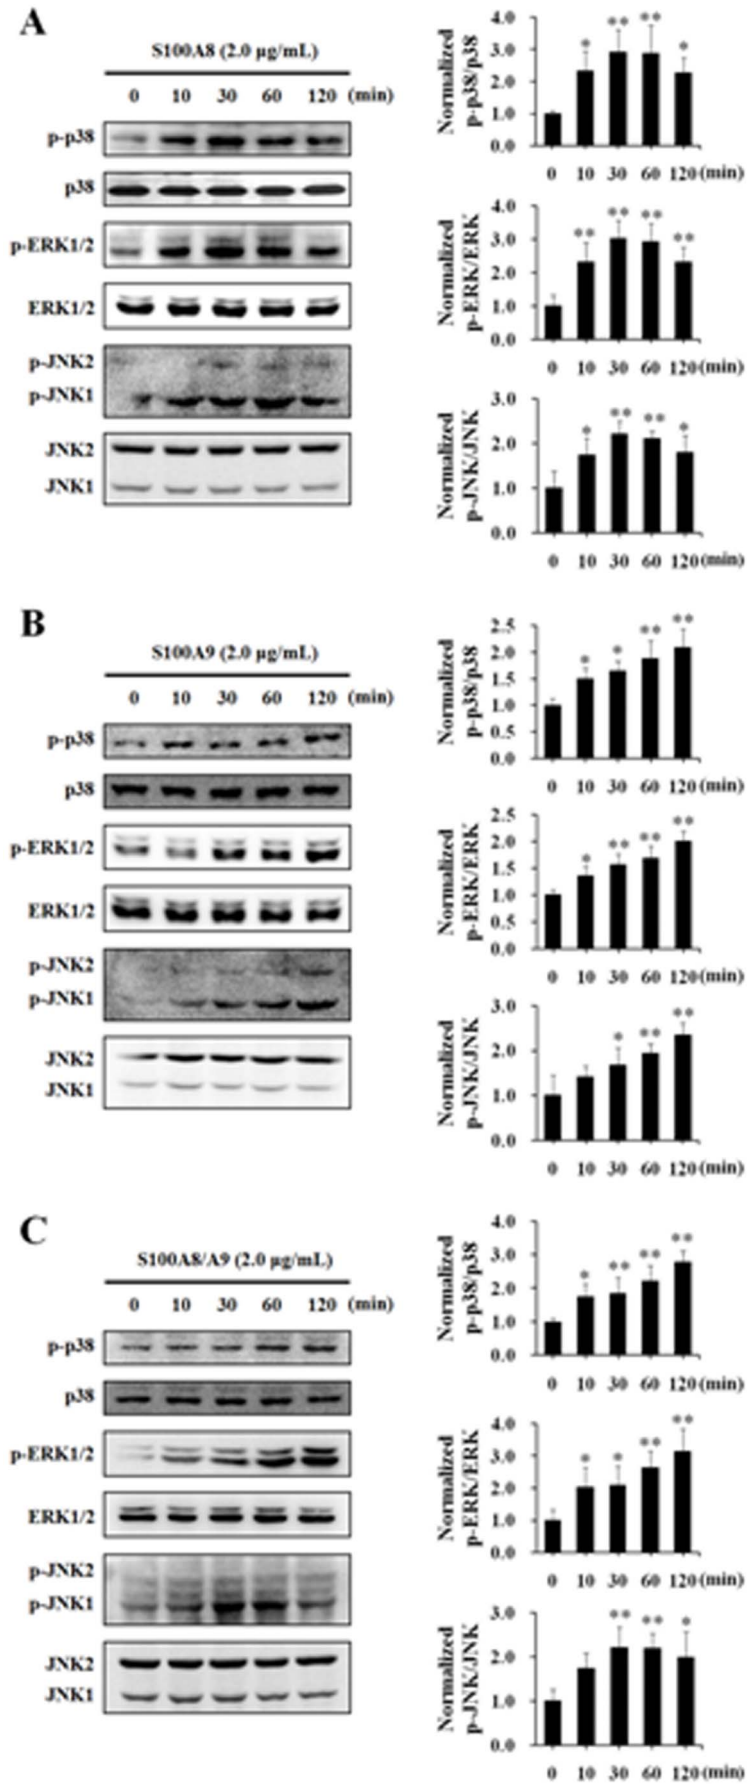 A
S100A8 (2.0 µg/mL)
0 10 30 60 120 (min)
p-p38
p38
p-ERK1/2
ERK1/2
p-JNK2
p-JNK1
JNK2
JNK1
Normalized
p-p38/p38
4.0
3.0
2.0
1.0
0.0
* ** ** *
0 10 30 60 120 (min)
Normalized
p-ERK/ERK
4.0
3.0
2.0
1.0
0.0
** ** ** **
0 10 30 60 120 (min)
Normalized
p-JNK/JNK
3.0
2.0
1.0
0.0
* ** ** *
0 10 30 60 120 (min)
B
S100A9 (2.0 µg/mL)
0 10 30 60 120 (min)
p-p38
p38
p-ERK1/2
ERK1/2
p-JNK2
p-JNK1
JNK2
JNK1
Normalized
p-p38/p38
2.5
2.0
1.5
1.0
0.5
0.0
* * ** **
0 10 30 60 120 (min)
Normalized
p-ERK/ERK
2.5
2.0
1.5
1.0
0.5
0.0
* ** ** **
0 10 30 60 120 (min)
Normalized
p-JNK/JNK
3.0
2.0
1.0
0.0
* ** **
0 10 30 60 120 (min)
C
S100A8/A9 (2.0 µg/mL)
0 10 30 60 120 (min)
p-p38
p38
p-ERK1/2
ERK1/2
p-JNK2
p-JNK1
JNK2
JNK1
Normalized
p-p38/p38
4.0
3.0
2.0
1.0
0.0
* ** ** **
0 10 30 60 120 (min)
Normalized
p-ERK/ERK
4.0
3.0
2.0
1.0
0.0
* * ** **
0 10 30 60 120 (min)
Normalized
p-JNK/JNK
3.0
2.0
1.0
0.0
** ** *
0 10 30 60 120 (min)